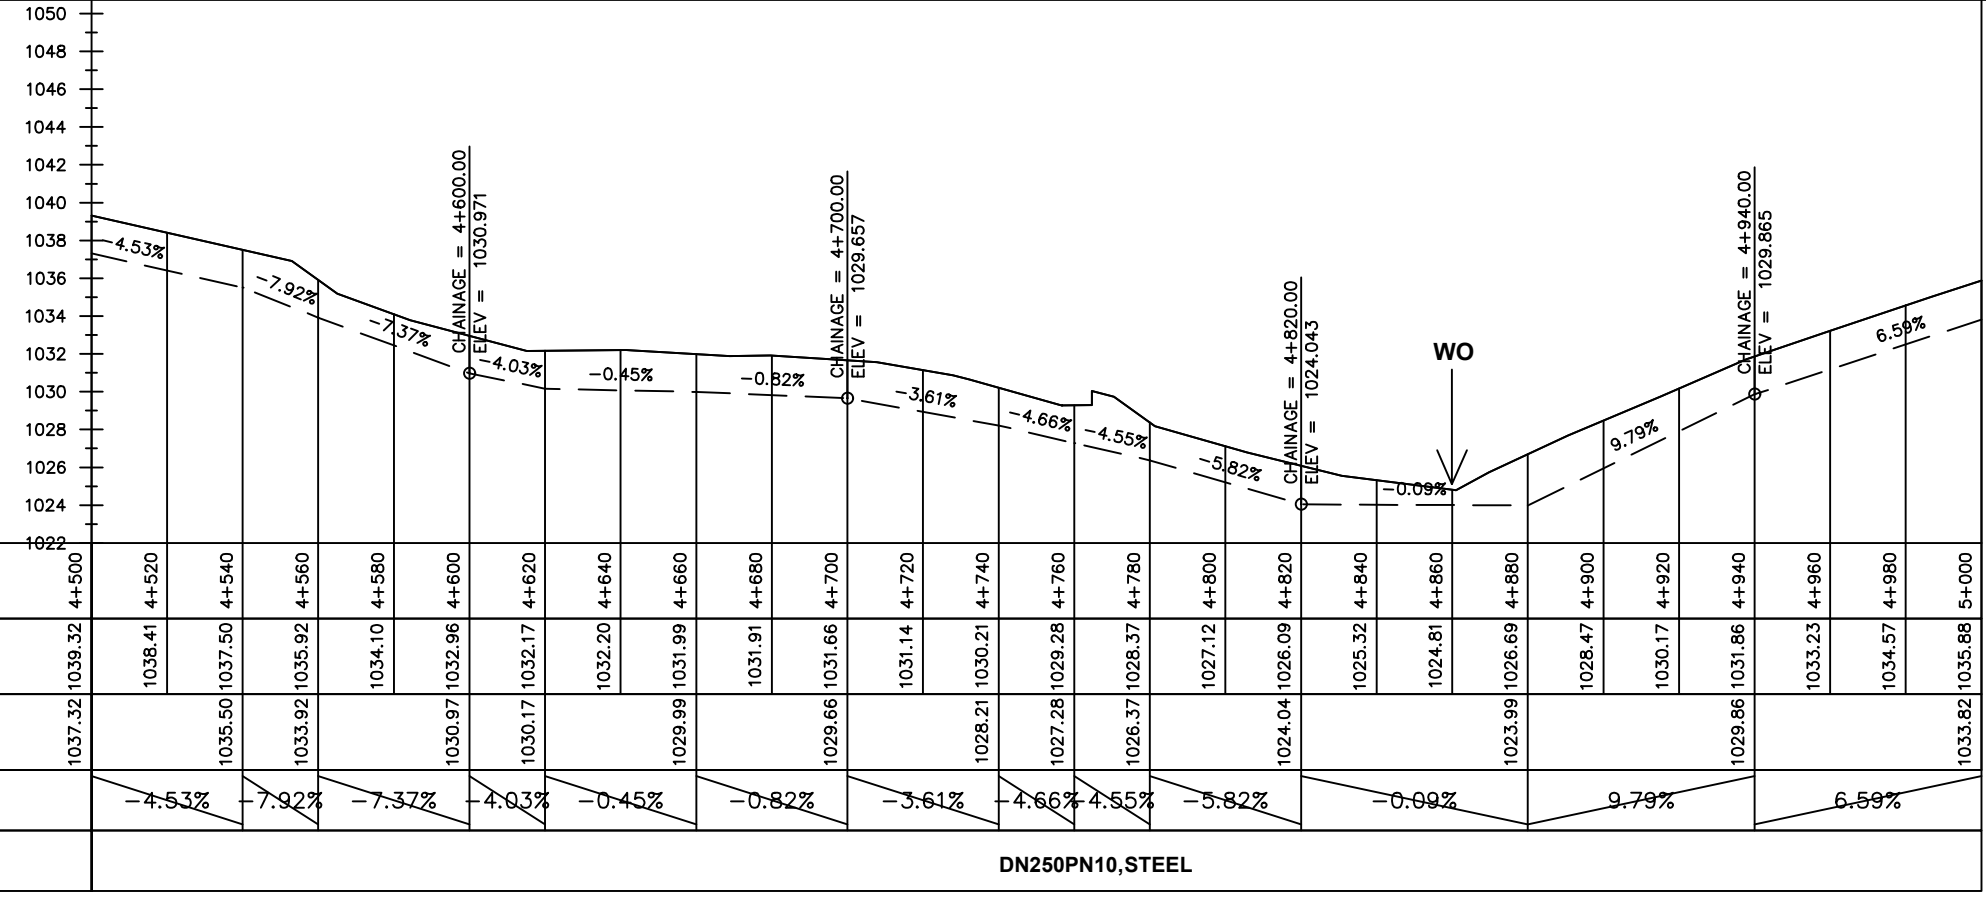 1050
1048
1046
1044
1042
1040
1038
1036
1034
1032
1030
1028
1026
1024
1022
CHAINAGE = 4+600.00
ELEV = 1030.971
CHAINAGE = 4+700.00
ELEV = 1029.657
CHAINAGE = 4+820.00
ELEV = 1024.043
CHAINAGE = 4+940.00
ELEV = 1029.865
WO
-4.53%
-7.92%
-7.37%
-4.03%
-0.45%
-0.82%
-3.61%
-4.66%
-4.55%
-5.82%
-0.09%
9.79%
6.59%
4+500 4+520 4+540 4+560 4+580 4+600 4+620 4+640 4+660 4+680 4+700 4+720 4+740 4+760 4+780 4+800 4+820 4+840 4+860 4+880 4+900 4+920 4+940 4+960 4+980 5+000
1039.32 1038.41 1037.50 1035.92 1034.10 1032.96 1032.17 1032.20 1031.99 1031.91 1031.66 1031.14 1030.21 1029.28 1028.37 1027.12 1026.09 1025.32 1024.81 1026.69 1028.47 1030.17 1031.86 1033.23 1034.57 1035.88
1037.32 1035.50 1033.92 1030.97 1030.17 1029.99 1029.66 1028.21 1027.28 1026.37 1024.04 1023.99 1029.86 1033.82
-4.53% -7.92% -7.37% -4.03% -0.45% -0.82% -3.61% -4.66% -4.55% -5.82% -0.09% 9.79% 6.59%
DN250PN10,STEEL